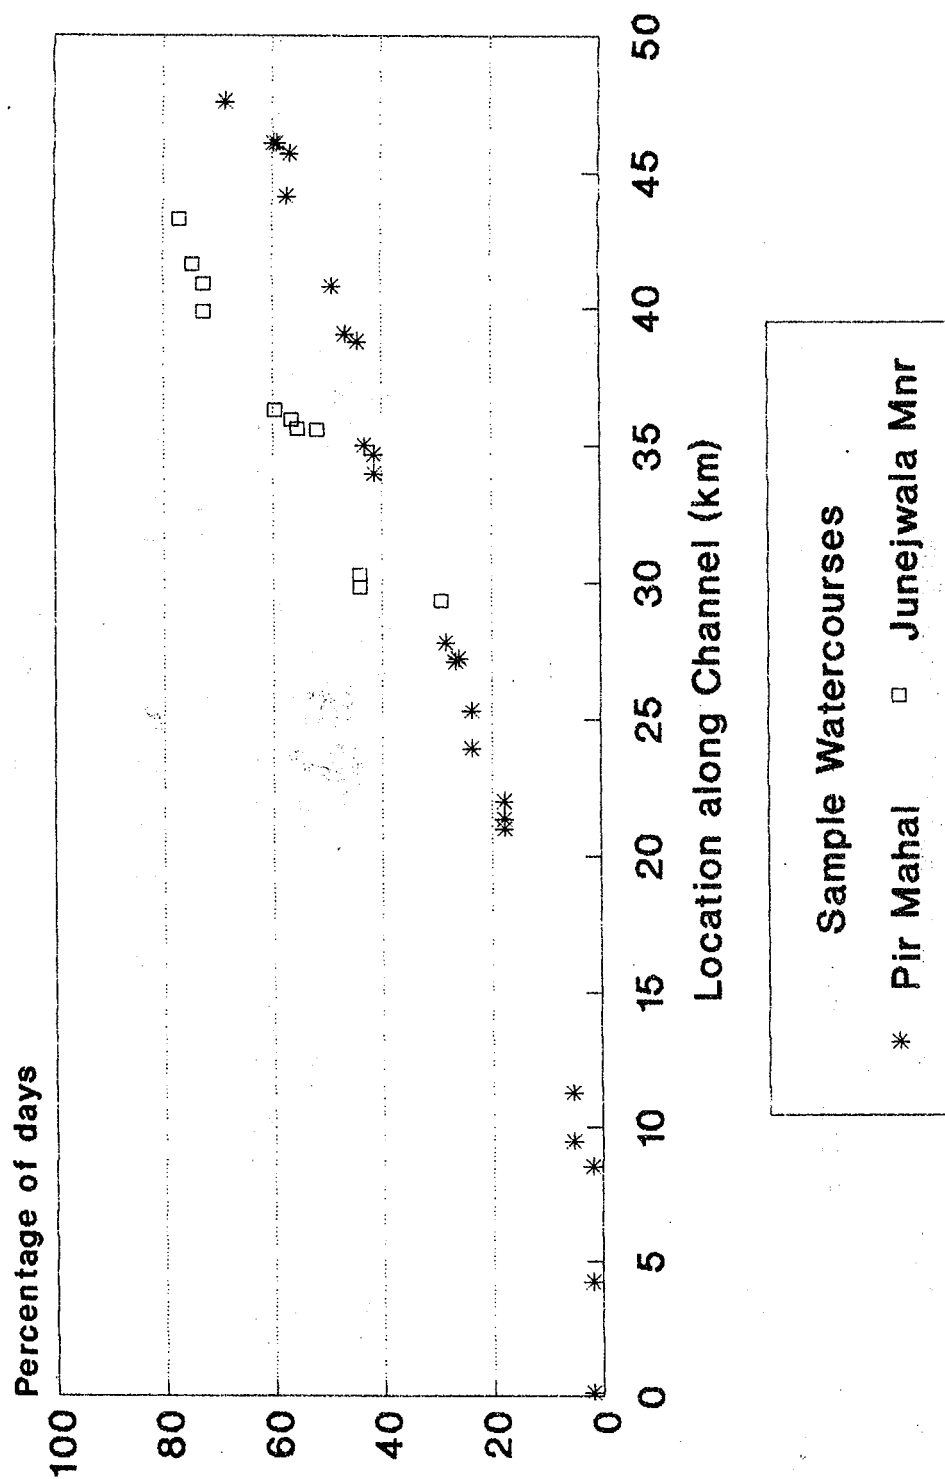 Percentage of days
100
80
60
40
20
0
0 5 10 15 20 25 30 35 40 45 50
Location along Channel (km)
Sample Watercourses
Pir Mahal Junejwala Mnr